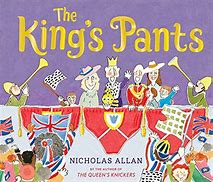 The
King's Pants
NICHOLAS ALLAN
BY THE AUTHOR OF
THE QUEEN'S KNICKERS